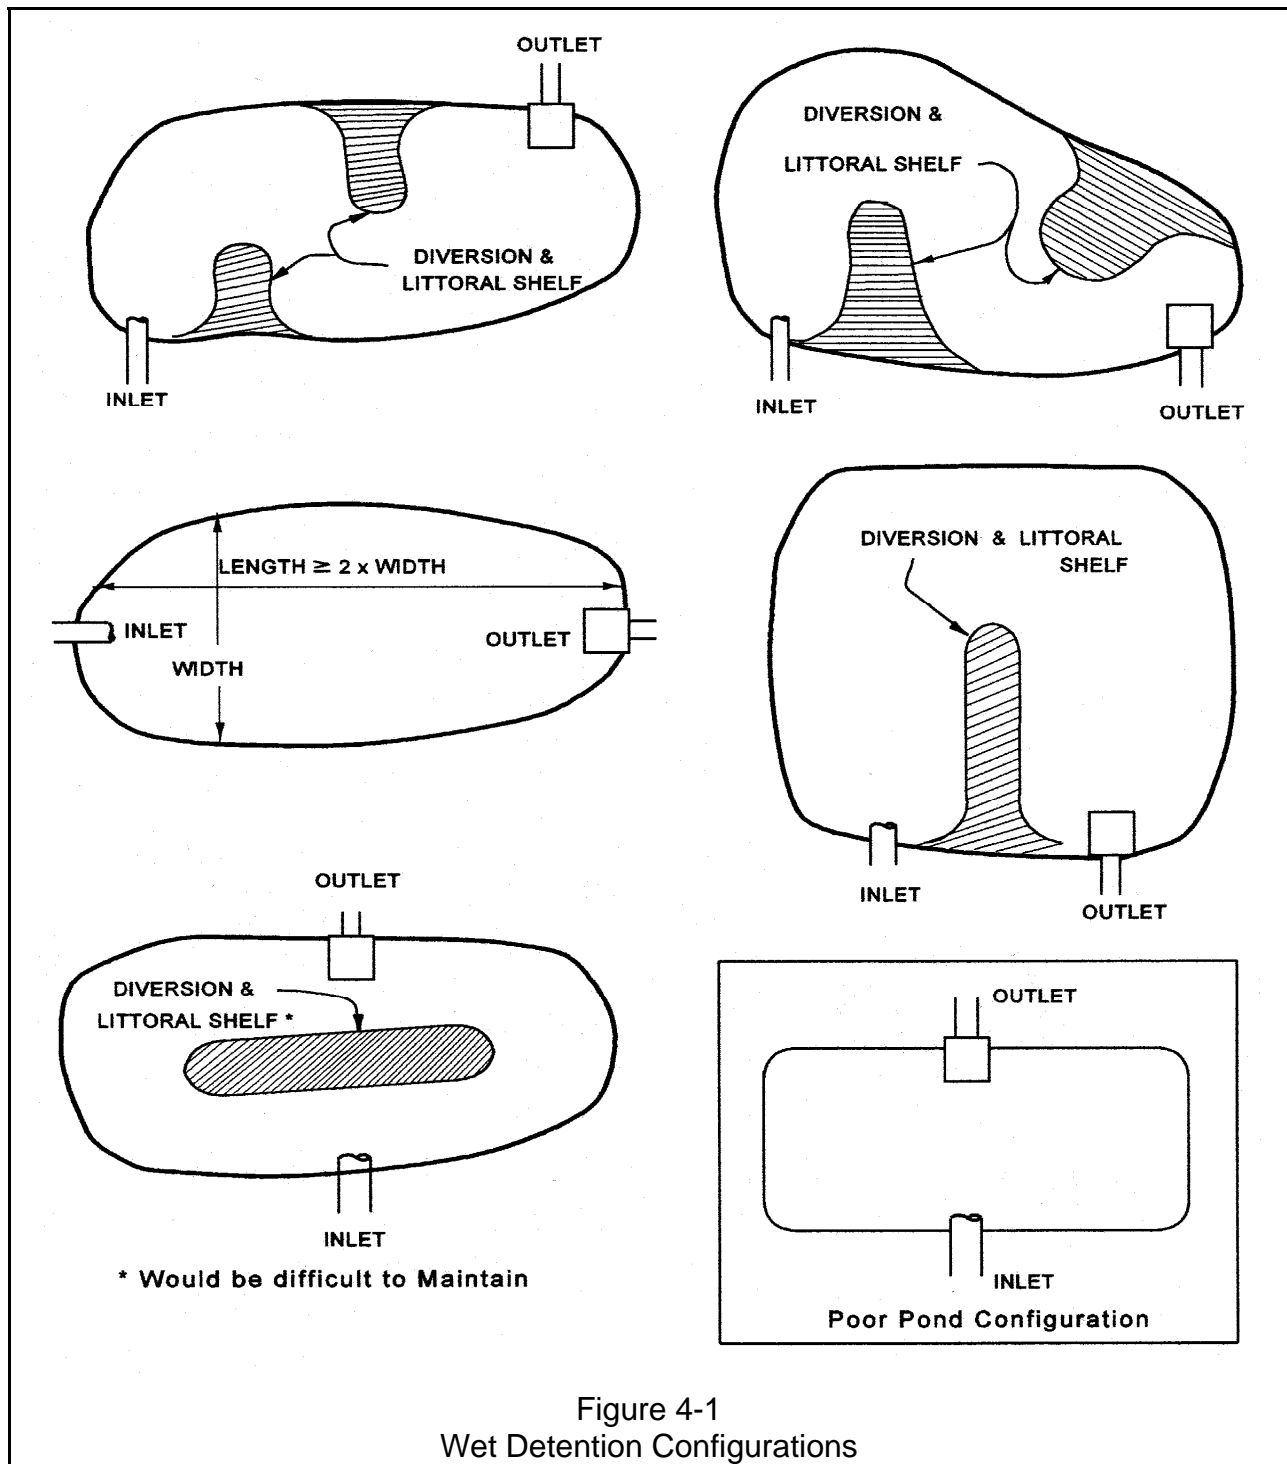 OUTLET
DIVERSION &
LITTORAL SHELF
INLET
DIVERSION &
LITTORAL SHELF
INLET
OUTLET
LENGTH ≥ 2 x WIDTH
INLET
OUTLET
WIDTH
DIVERSION & LITTORAL
SHELF
INLET
OUTLET
OUTLET
DIVERSION &
LITTORAL SHELF *
INLET
* Would be difficult to Maintain
OUTLET
INLET
Poor Pond Configuration
Figure 4-1
Wet Detention Configurations